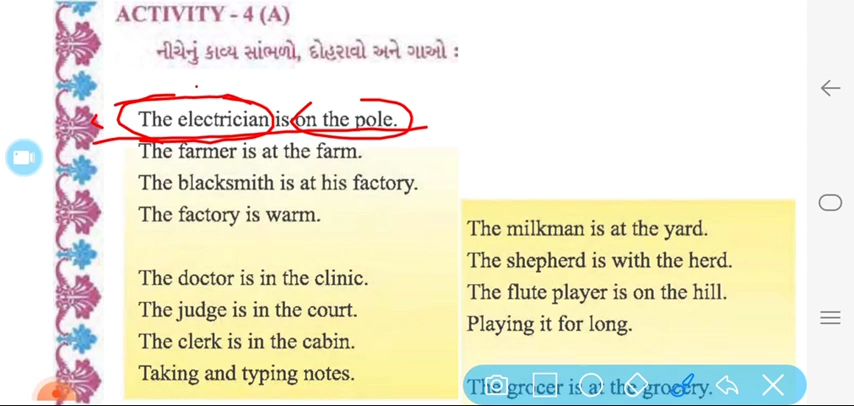 ACTIVITY - 4 (A)
નીચેનું કાવ્ય સાંભળો, દોહરાવો અને ગાઓ :
The electrician is on the pole.
The farmer is at the farm.
The blacksmith is at his factory.
The factory is warm.
The doctor is in the clinic.
The judge is in the court.
The clerk is in the cabin.
Taking and typing notes.
The milkman is at the yard.
The shepherd is with the herd.
The flute player is on the hill.
Playing it for long.
The grocer is at the grocery.